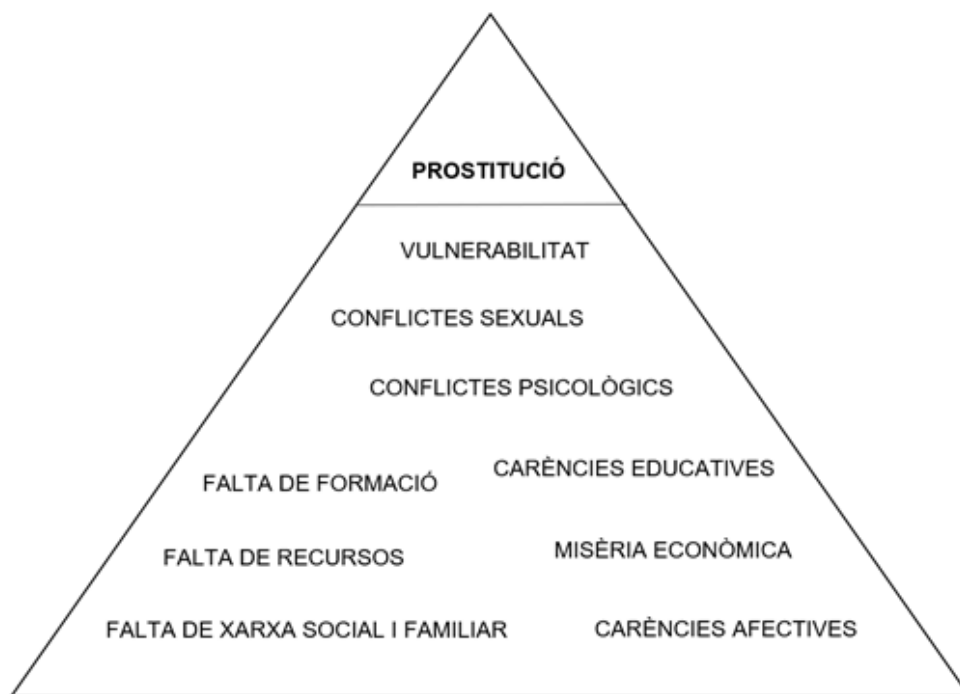 PROSTITUCIÓ
VULNERABILITAT
CONFLICTES SEXUALS
CONFLICTES PSICOLÒGICS
FALTA DE FORMACIÓ
CARÈNCIES EDUCATIVES
FALTA DE RECURSOS
MISÈRIA ECONÒMICA
FALTA DE XARXA SOCIAL I FAMILIAR
CARÈNCIES AFECTIVES